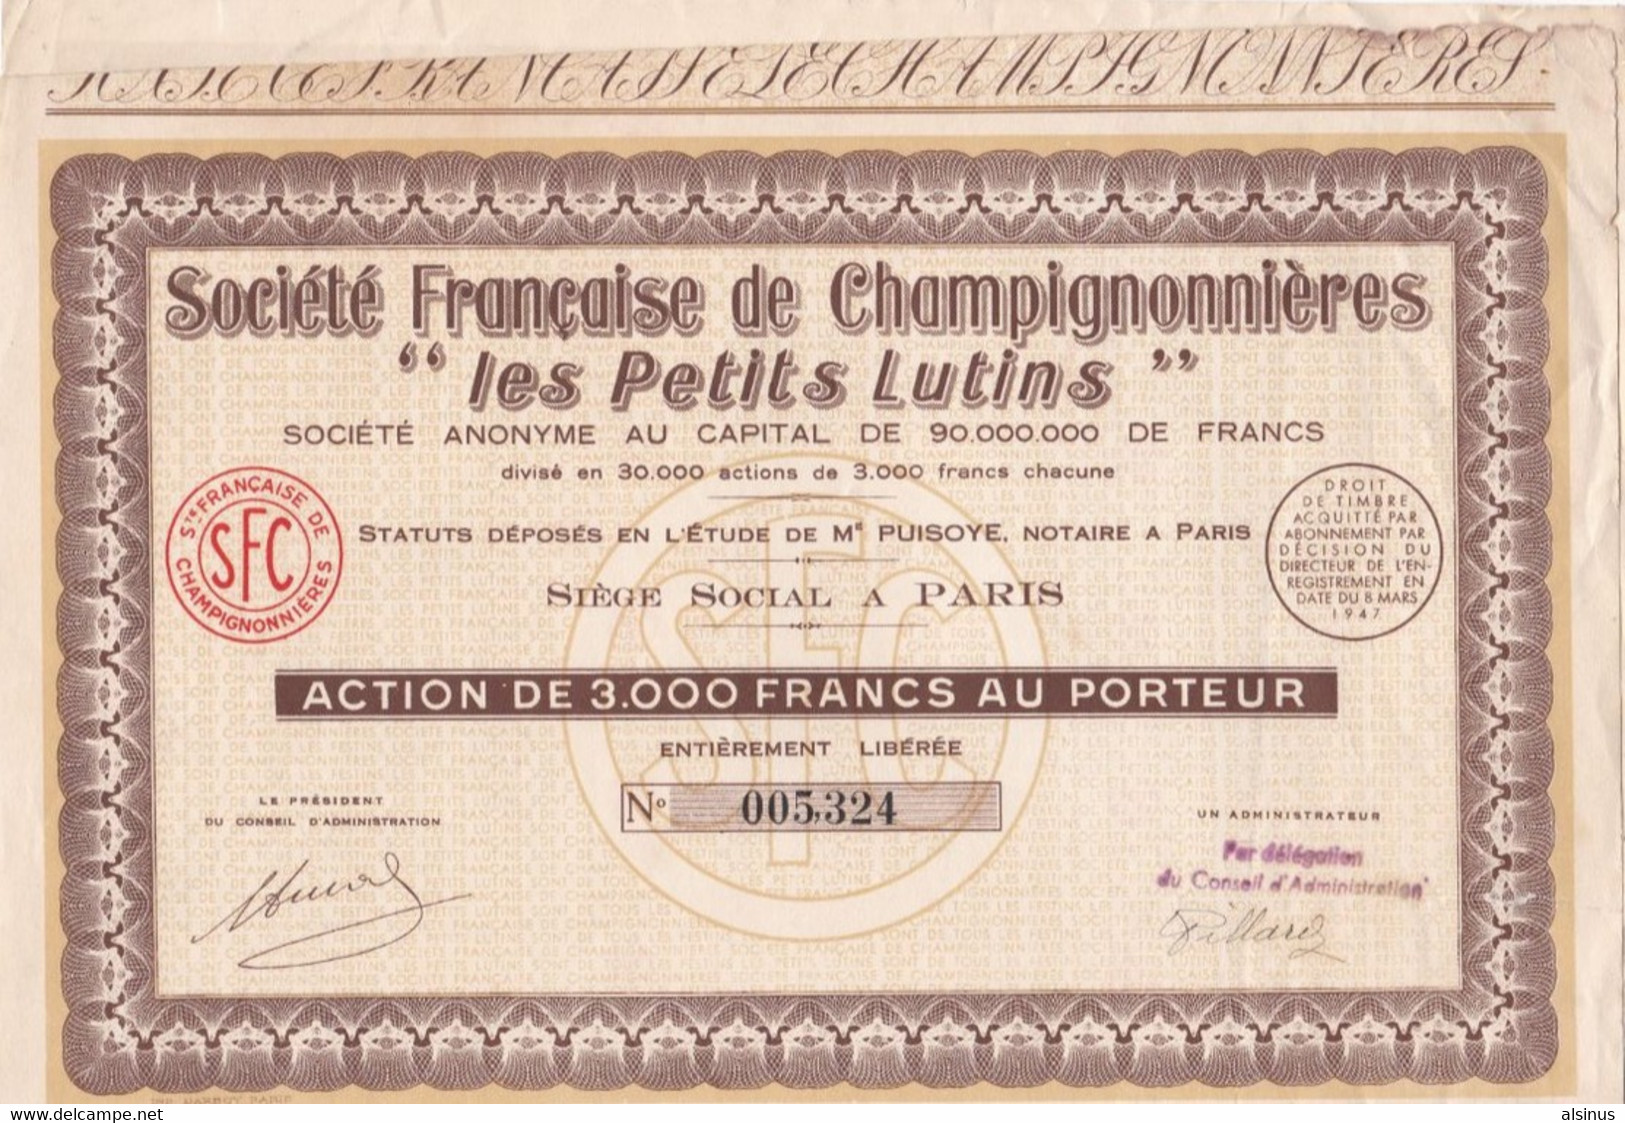 Société Française de Champignonnières
“ les Petits Lutins ”
SOCIÉTÉ ANONYME AU CAPITAL DE 90.000.000 DE FRANCS
divisé en 30.000 actions de 3.000 francs chacune
STATUTS DÉPOSÉS EN L'ÉTUDE DE ME PUISOYE, NOTAIRE A PARIS
SIÈGE SOCIAL A PARIS
STE FRANÇAISE DE
SFC
CHAMPIGNONNIÈRES
DROIT
DE TIMBRE
ACQUITTÉ PAR
ABONNEMENT PAR
DÉCISION DU
DIRECTEUR DE L'EN-
REGISTREMENT EN
DATE DU 8 MARS
1947
ACTION DE 3.000 FRANCS AU PORTEUR
ENTIÈREMENT LIBÉRÉE
No 005,324
LE PRÉSIDENT
DU CONSEIL D'ADMINISTRATION
UN ADMINISTRATEUR
Par délégation
du Conseil d'Administration
Pillard
delcampe.net
alsinus